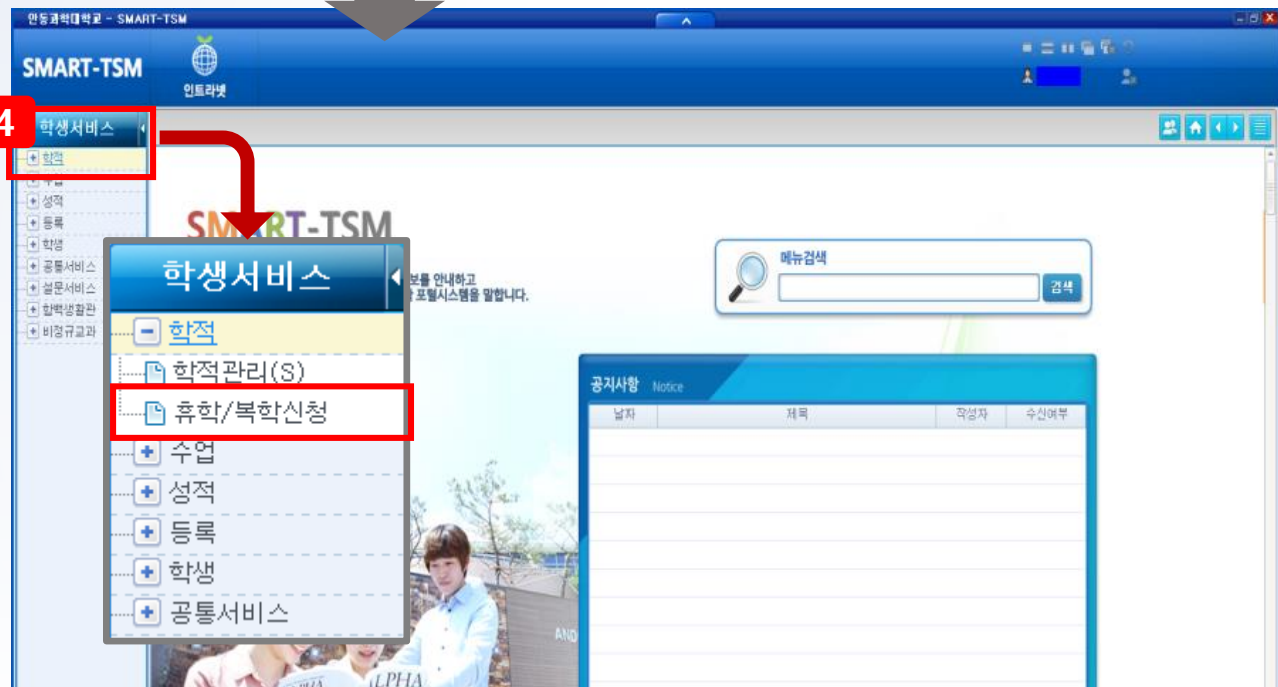 안동과학대학교 - SMART-TSM
SMART-TSM
인트라넷
4
학생서비스
학적
수업
성적
등록
학생
공통서비스
설문서비스
함백생활관
비정규교과
SMART-TSM
보를 안내하고
포털시스템을 말합니다.
메뉴검색
검색
학생서비스
학적
학적관리(S)
휴학/복학신청
수업
성적
등록
학생
공통서비스
공지사항 Notice
날자 제목 작성자 수신여부
AND
ALPHA